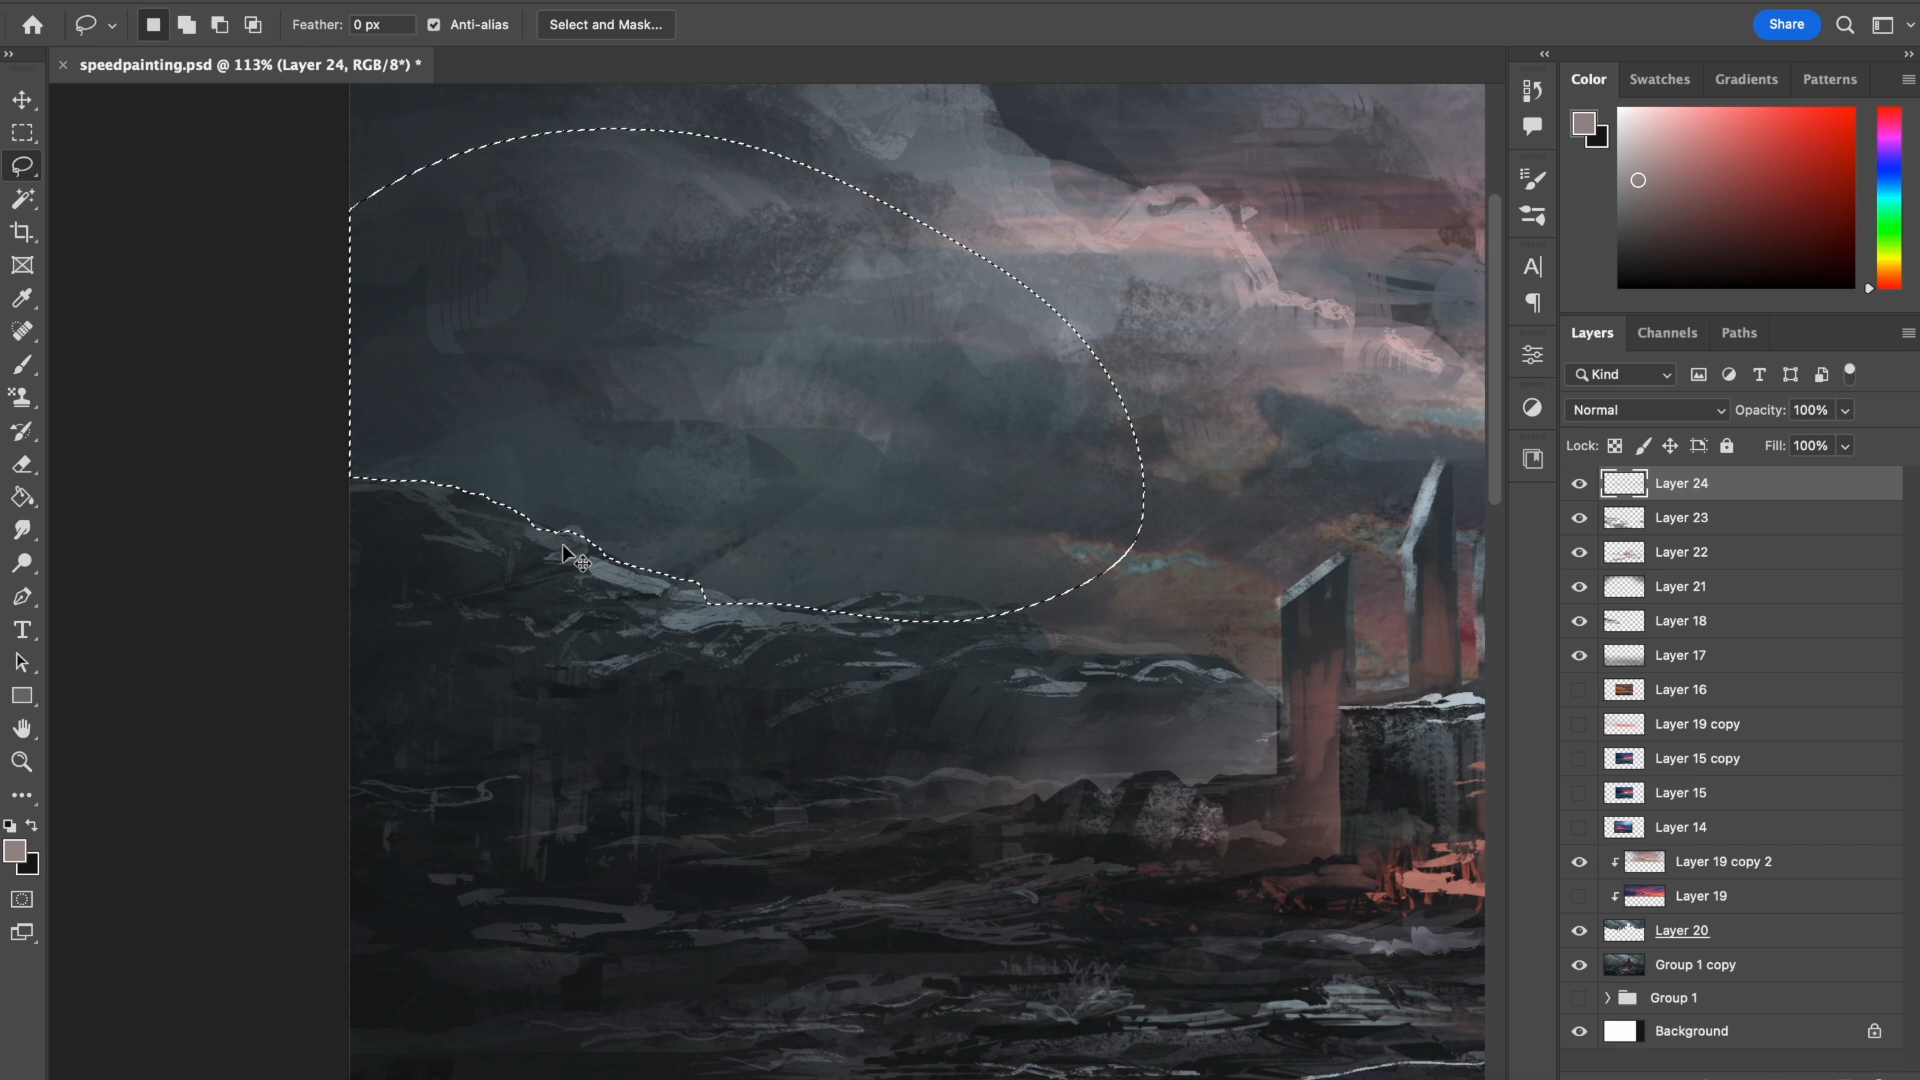 Feather: 0 px Anti-alias Select and Mask... Share
speedpainting.psd @ 113% (Layer 24, RGB/8*) *
Color Swatches Gradients Patterns
Layers Channels Paths
Kind
Normal Opacity: 100%
Lock: Fill: 100%
Layer 24
Layer 23
Layer 22
Layer 21
Layer 18
Layer 17
Layer 16
Layer 19 copy
Layer 15 copy
Layer 15
Layer 14
Layer 19 copy 2
Layer 19
Layer 20
Group 1 copy
Group 1
Background